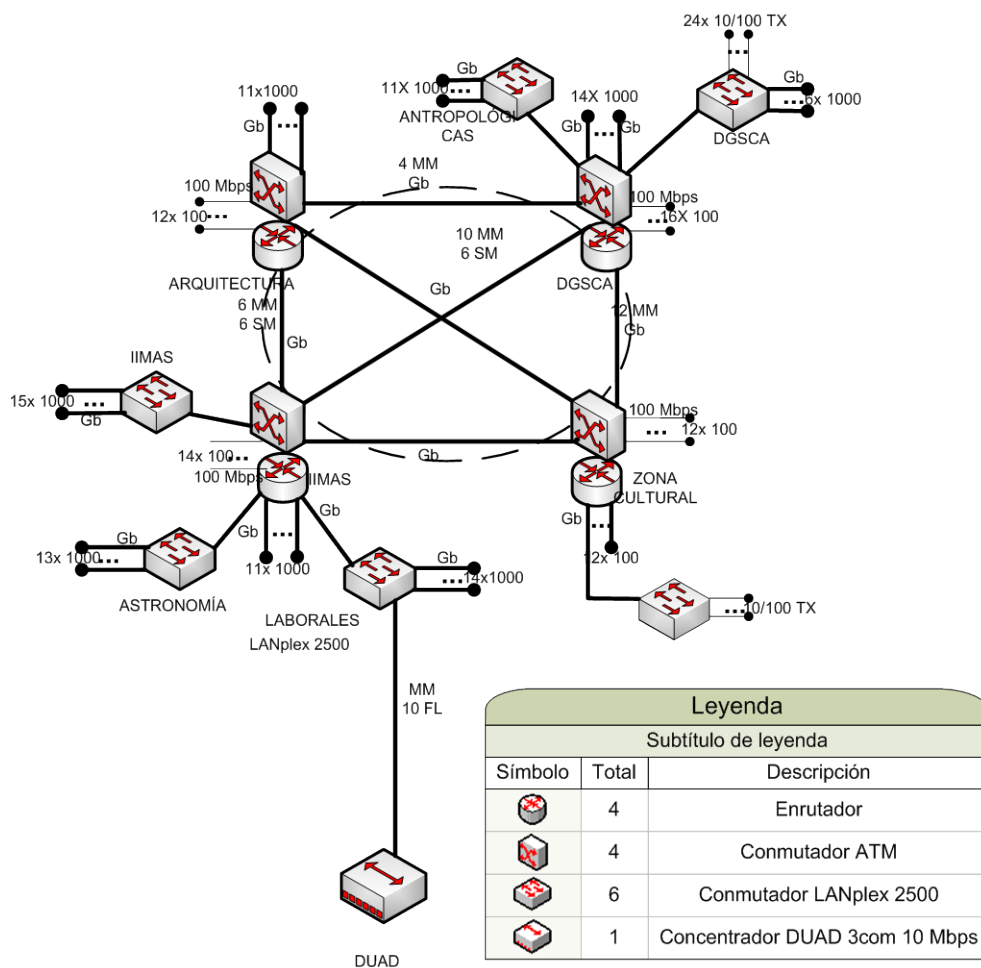 24x 10/100 TX
Gb
Gb
11x1000
11X 1000
14X 1000
6x 1000
ANTROPOLÓGI
CAS
DGSCA
Gb
Gb
Gb
4 MM
Gb
100 Mbps
100 Mbps
12x 100
16X 100
10 MM
6 SM
ARQUITECTURA
DGSCA
Gb
6 MM
6 SM
12 MM
Gb
Gb
IIMAS
15x 1000
Gb
100 Mbps
12x 100
14x 100
Gb
100 Mbps
IIMAS
ZONA
CULTURAL
Gb
Gb
Gb
Gb
Gb
13x 1000
11x 1000
14x1000
12x100
ASTRONOMÍA
LABORALES
10/100 TX
LANplex 2500
MM
10 FL
DUAD
Leyenda
Subtítulo de leyenda
Símbolo Total Descripción
4 Enrutador
4 Conmutador ATM
6 Conmutador LANplex 2500
1 Concentrador DUAD 3com 10 Mbps